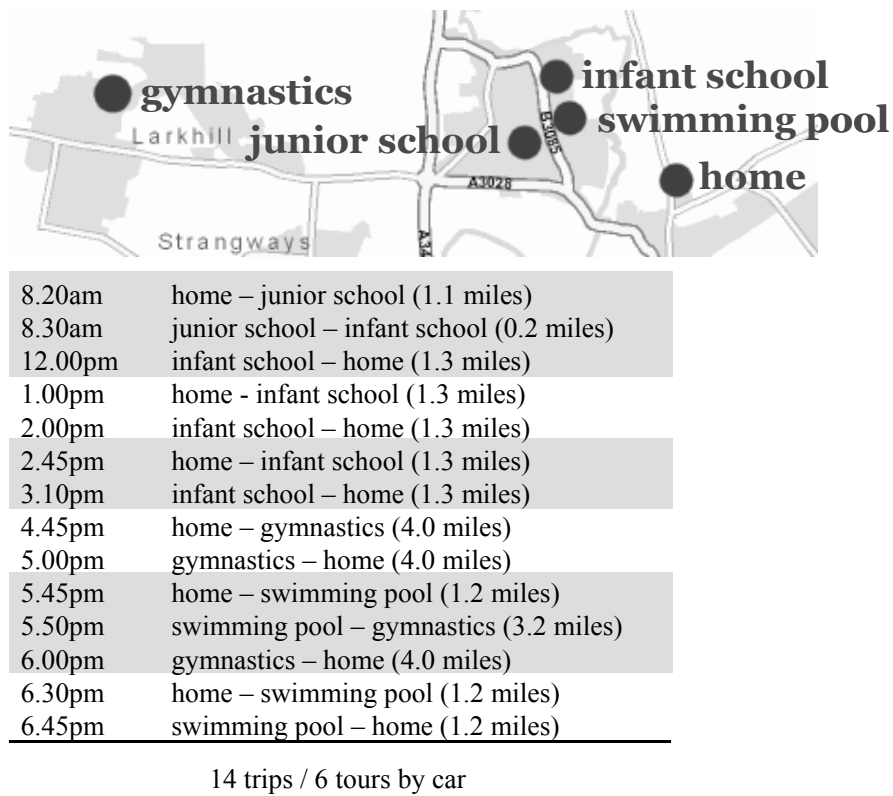 infant school
gymnastics
swimming pool
Larkhill
junior school
B3085
home
A3028
A34
Strangways
8.20am home – junior school (1.1 miles)
8.30am junior school – infant school (0.2 miles)
12.00pm infant school – home (1.3 miles)
1.00pm home - infant school (1.3 miles)
2.00pm infant school – home (1.3 miles)
2.45pm home – infant school (1.3 miles)
3.10pm infant school – home (1.3 miles)
4.45pm home – gymnastics (4.0 miles)
5.00pm gymnastics – home (4.0 miles)
5.45pm home – swimming pool (1.2 miles)
5.50pm swimming pool – gymnastics (3.2 miles)
6.00pm gymnastics – home (4.0 miles)
6.30pm home – swimming pool (1.2 miles)
6.45pm swimming pool – home (1.2 miles)
14 trips / 6 tours by car